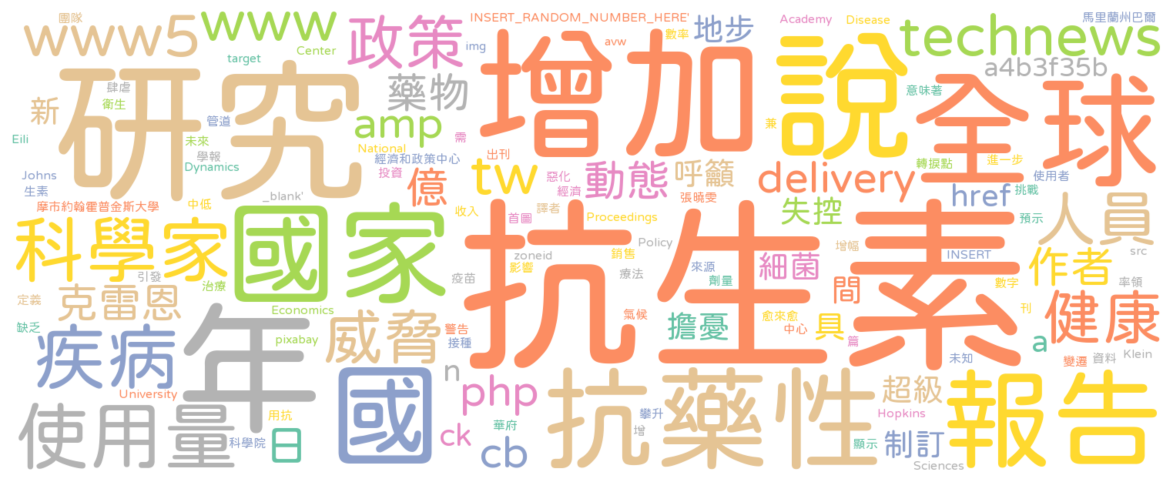 團隊
www5
www
Center
target
政策
img
INSERT_RANDOM_NUMBER_HERE'
avw
數率
地步
Academy
Disease
馬里蘭州巴爾
technews
a4b3f35b
肆虐
衛生
新
研究
管道
藥物
amp
需
增加
說
兼
意味著
全球
Eili
未來
學報
Dynamics
National
經濟和政策中心
投資
tw
出刊
惡化
經濟
動態
呼籲
delivery
轉捩點
進一步
href
使用者
挑戰
Johns
生素
摩市約翰霍普金斯大學
_blank'
中低
億
收入
首圖
譯者
張曉雯
Proceedings
失控
預示
人員
科學家
國家
抗生素
zoneid
Policy
銷售
增幅
INSERT
src
引發
治療
疫苗
影響
療法
來源
劑量
細菌
間
作者
數字
率領
定義
克雷恩
Economics
缺乏
疾病
年
pixabay
威脅
警告
接種
氣候
擔憂
愈來愈
中心
具
篇
刊
a
健康
未知
變遷
資料
Klein
University
使用量
用抗
科學院
日
國
n
php
ck
cb
華府
抗藥性
攀升
增
顯示
超級
Hopkins
制訂
Sciences
報告